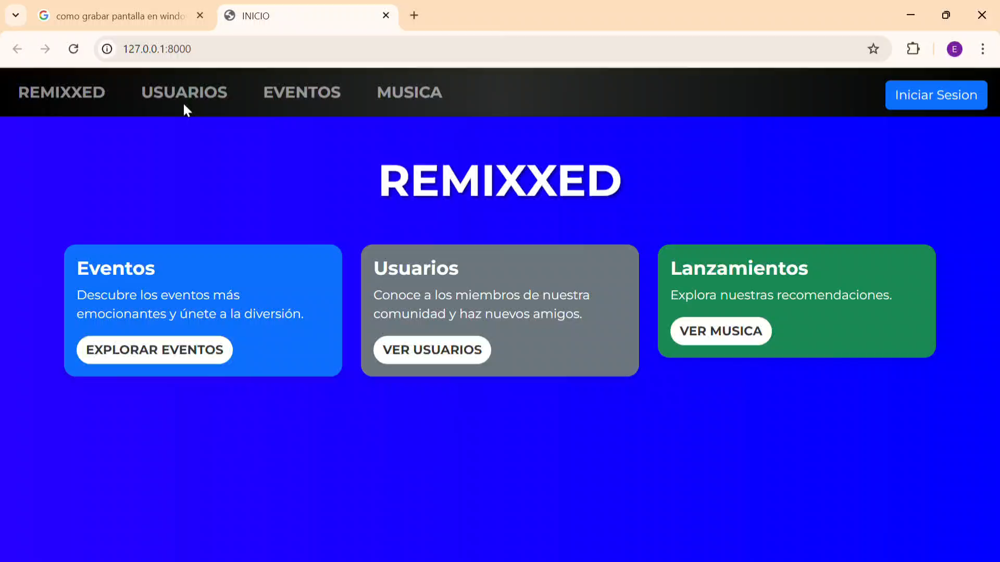 como grabar pantalla en windo
INICIO
127.0.0.1:8000
E
REMIXXED USUARIOS EVENTOS MUSICA Iniciar Sesion
REMIXXED
Eventos
Descubre los eventos más
emocionantes y únete a la diversión.
EXPLORAR EVENTOS
Usuarios
Conoce a los miembros de nuestra
comunidad y haz nuevos amigos.
VER USUARIOS
Lanzamientos
Explora nuestras recomendaciones.
VER MUSICA